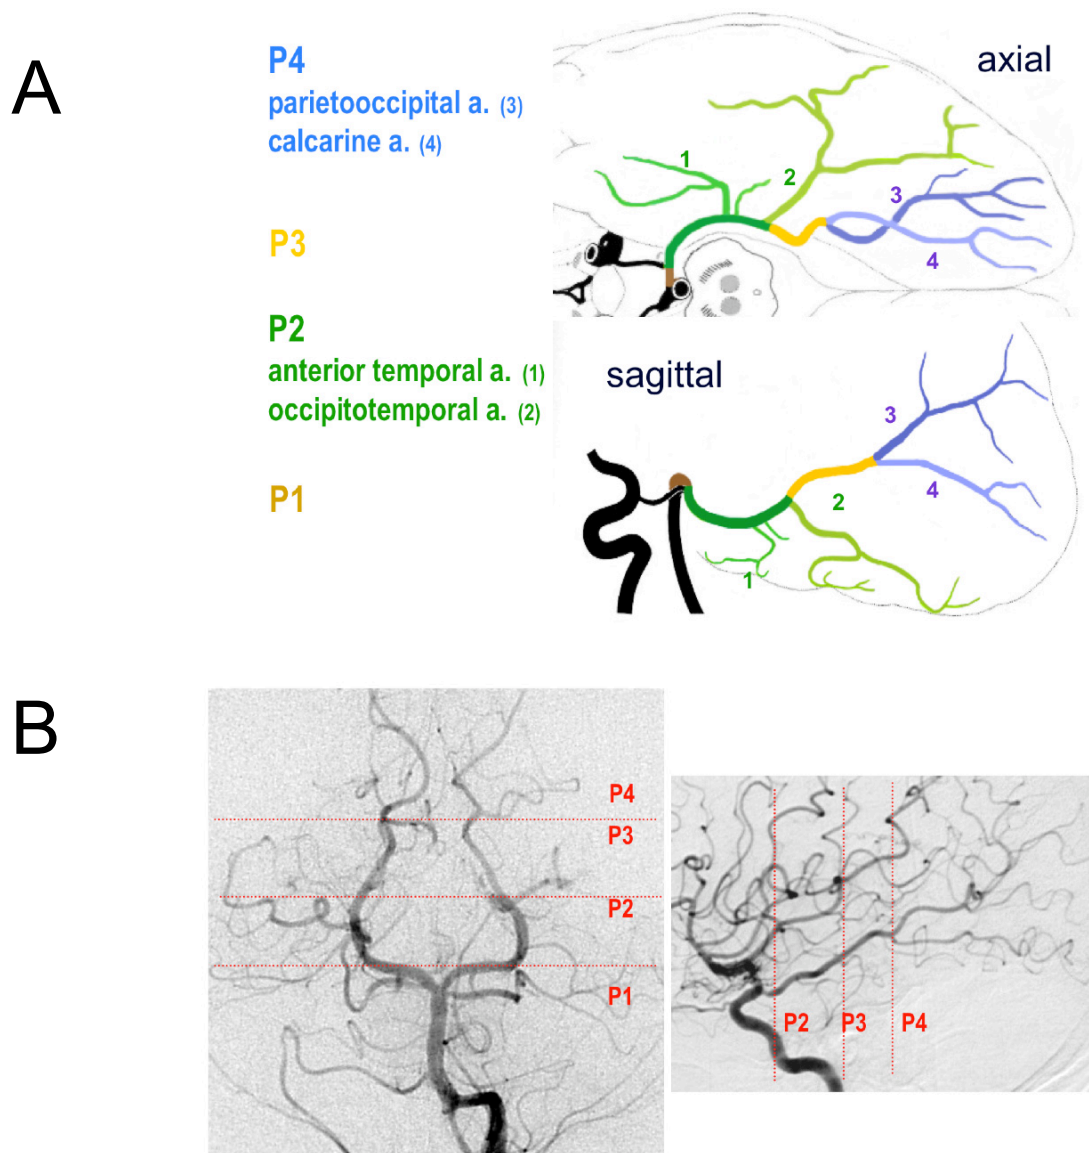 A
P4
parietooccipital a. (3)
calcarine a. (4)
P3
P2
anterior temporal a. (1)
occipitotemporal a. (2)
P1
axial
1
2
3
4
sagittal
3
4
2
1
B
P4
P3
P2
P1
P2
P3
P4